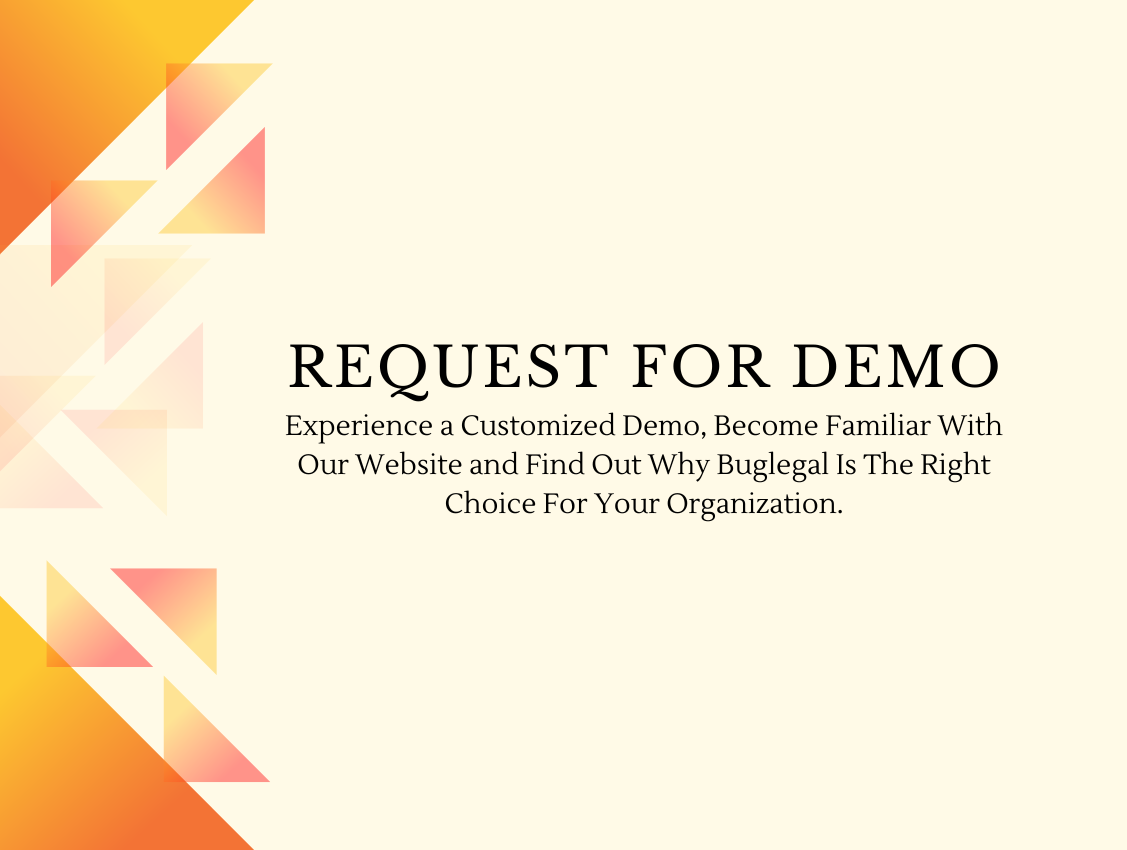 REQUEST FOR DEMO
Experience a Customized Demo, Become Familiar With
Our Website and Find Out Why Buglegal Is The Right
Choice For Your Organization.